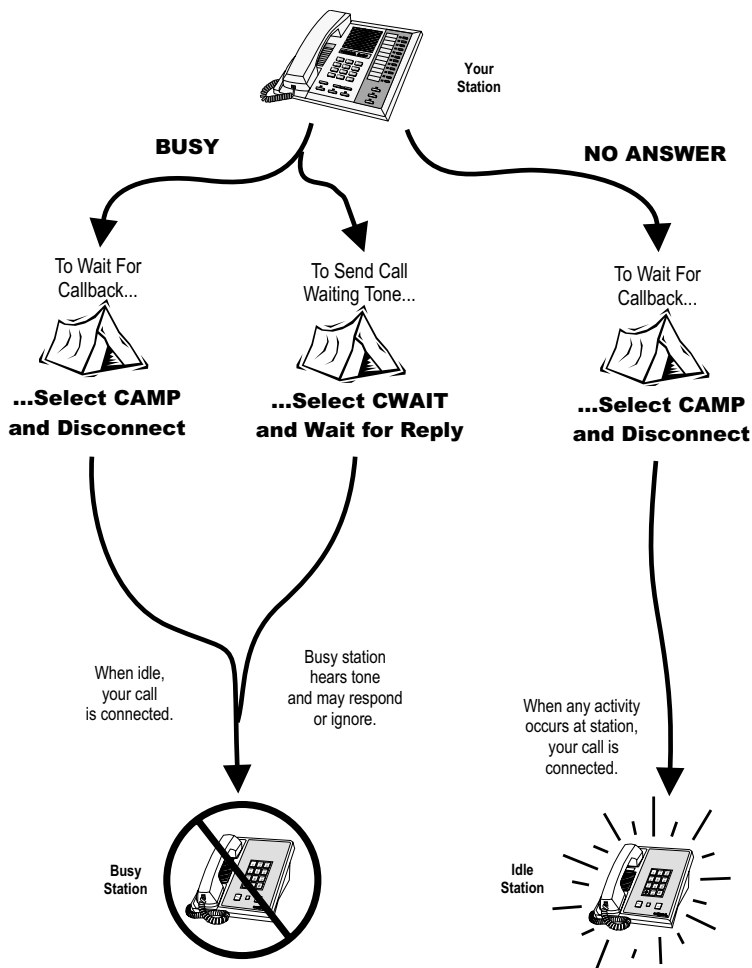 Your
Station
BUSY
NO ANSWER
To Wait For
Callback...
...Select CAMP
and Disconnect
To Send Call
Waiting Tone...
...Select CWAIT
and Wait for Reply
To Wait For
Callback...
...Select CAMP
and Disconnect
When idle,
your call
is connected.
Busy station
hears tone
and may respond
or ignore.
When any activity
occurs at station,
your call is
connected.
Busy
Station
Idle
Station